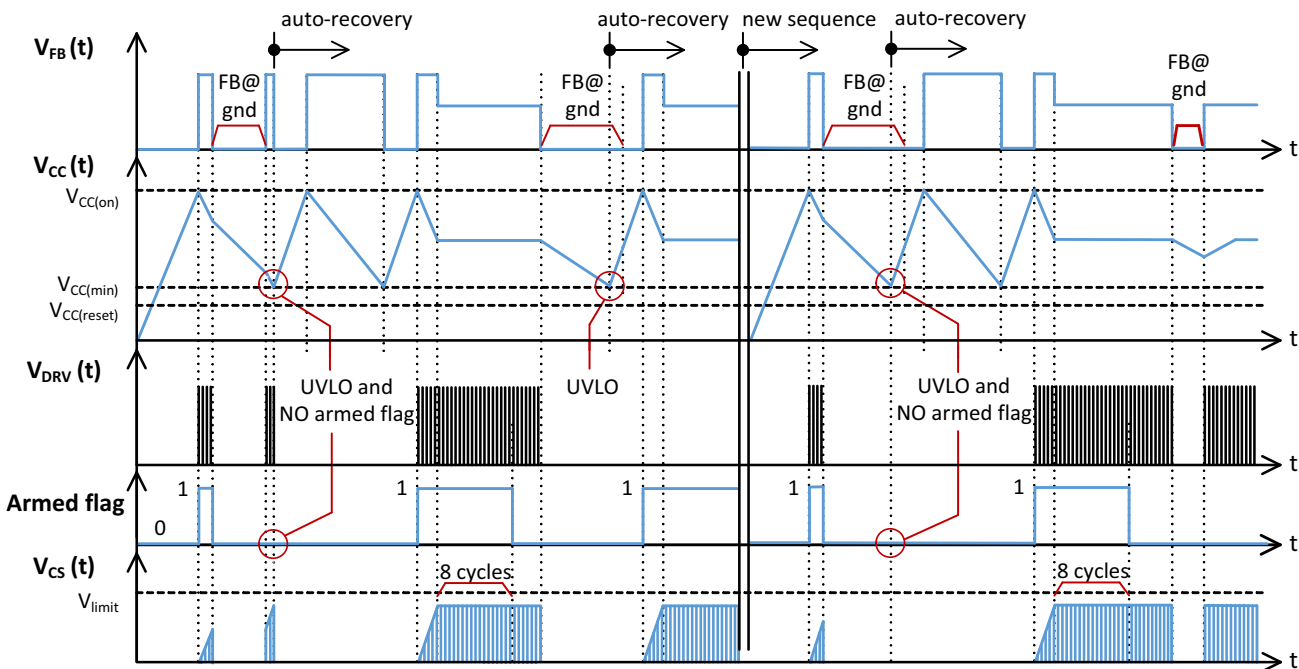 auto-recovery
auto-recovery
new sequence
auto-recovery
VFB (t)
FB@
gnd
FB@
gnd
FB@
gnd
FB@
gnd
t
VCC(t)
VCC(on)
VCC(min)
VCC(reset)
t
VDRV (t)
UVLO and
NO armed flag
UVLO
UVLO and
NO armed flag
t
Armed flag
1
0
1
1
1
1
t
VCS (t)
8 cycles
8 cycles
Vlimit
t